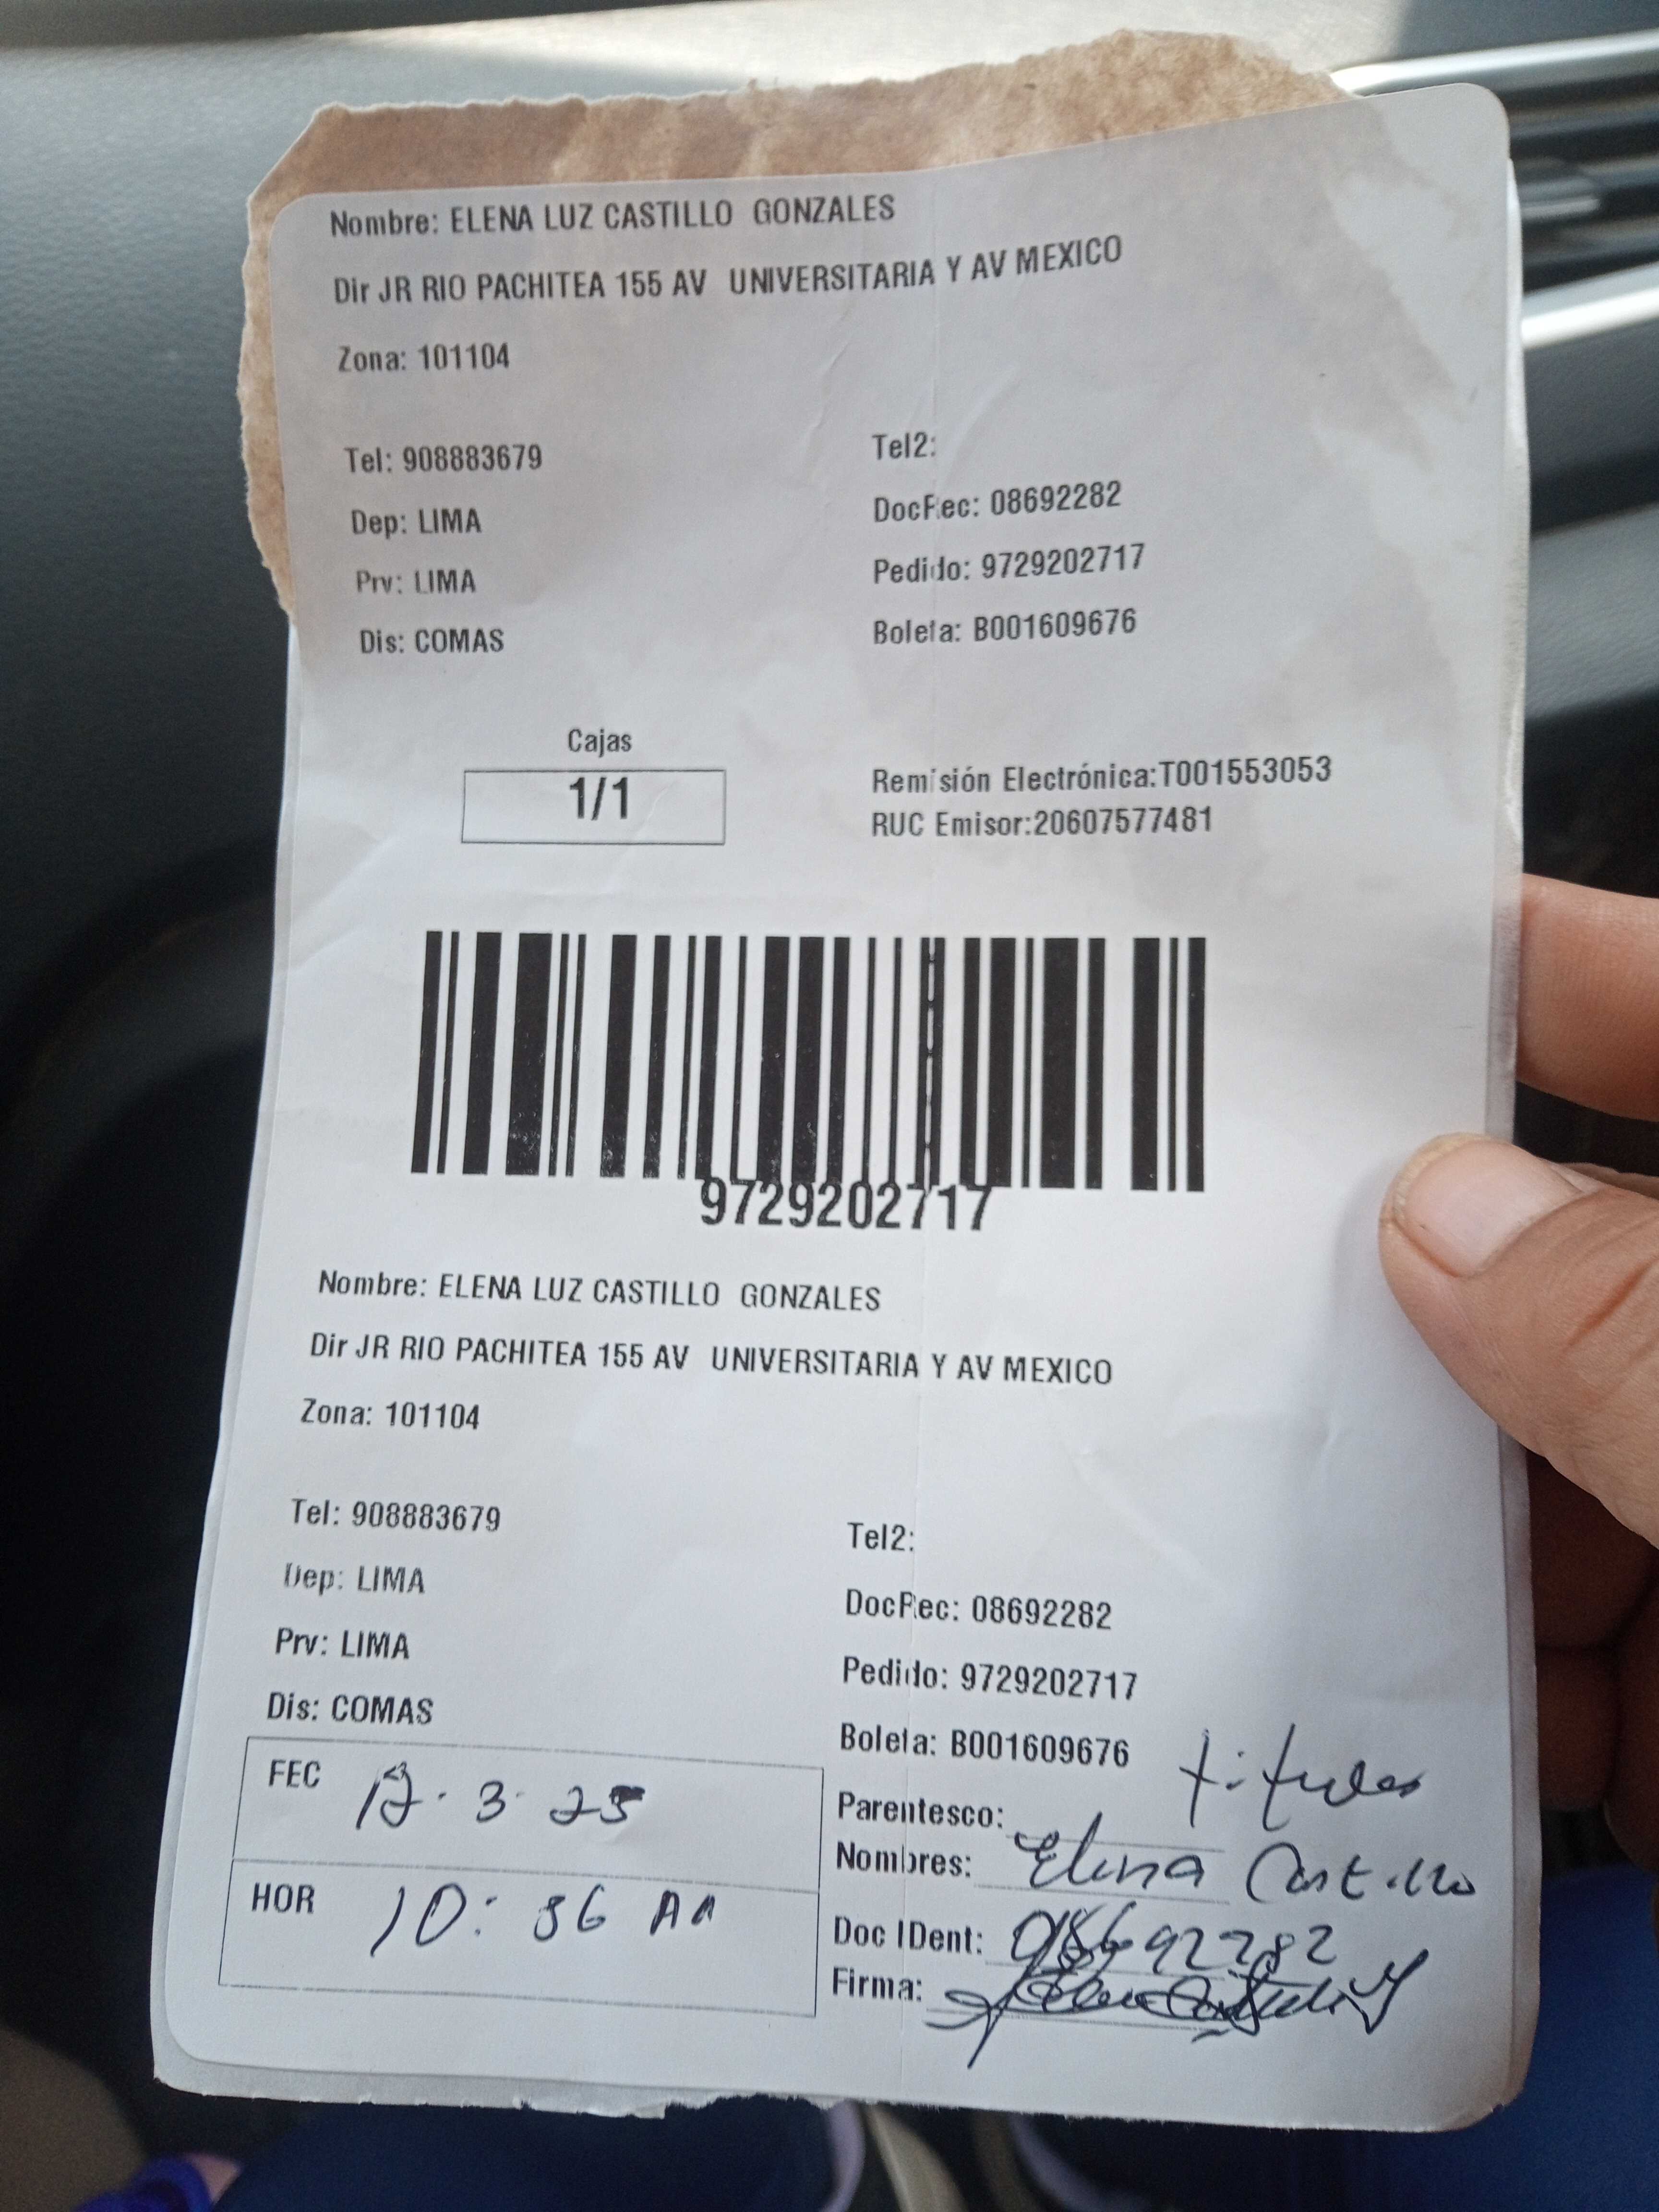 Nombre: ELENA LUZ CASTILLO GONZALES
Dir JR RIO PACHITEA 155 AV UNIVERSITARIA Y AV MEXICO
Zona: 101104
Tel: 908883679
Tel2:
Dep: LIMA
DocRec: 08692282
Prv: LIMA
Pedido: 9729202717
Dis: COMAS
Boleta: B001609676
Cajas
1/1
Remisión Electrónica:T001553053
RUC Emisor:20607577481
9729202717
Nombre: ELENA LUZ CASTILLO GONZALES
Dir JR RIO PACHITEA 155 AV UNIVERSITARIA Y AV MEXICO
Zona: 101104
Tel: 908883679
Tel2:
Dep: LIMA
DocRec: 08692282
Prv: LIMA
Pedido: 9729202717
Dis: COMAS
Boleta: B001609676
FEC 12.3.25
HOR 10:36 AM
Parentesco: titular
Nombres: Elena Castillo
Doc IDent: 08692282
Firma: